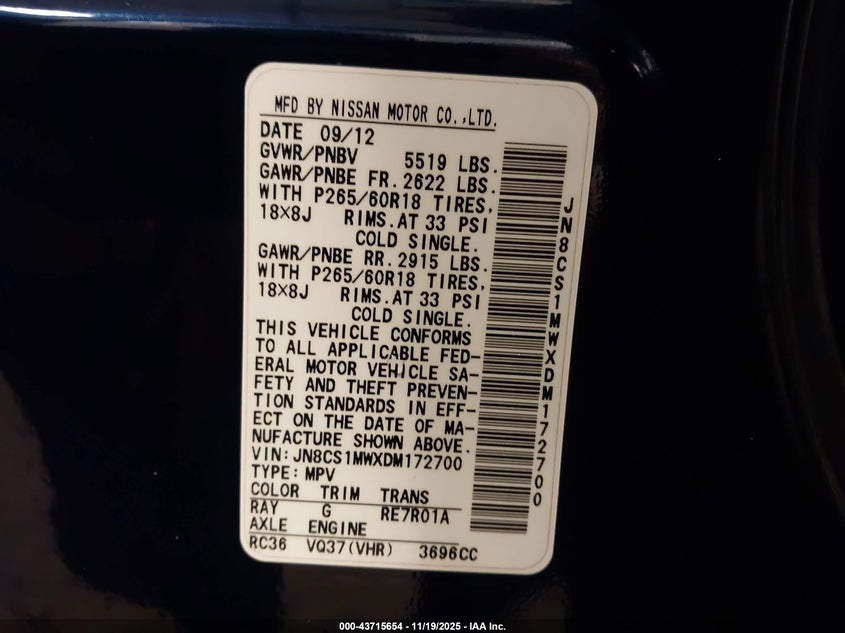 MFD BY NISSAN MOTOR CO.,LTD.
DATE 09/12
GVWR/PNBV 5519 LBS.
GAWR/PNBE FR. 2622 LBS.
WITH P265/60R18 TIRES,
18×8J RIMS. AT 33 PSI
COLD SINGLE.
GAWR/PNBE RR. 2915 LBS.
WITH P265/60R18 TIRES,
18×8J RIMS. AT 33 PSI
COLD SINGLE.
THIS VEHICLE CONFORMS
TO ALL APPLICABLE FED-
ERAL MOTOR VEHICLE SA-
FETY AND THEFT PREVEN-
TION STANDARDS IN EFF-
ECT ON THE DATE OF MA-
NUFACTURE SHOWN ABOVE.
VIN: JN8CS1MWXDM172700
TYPE: MPV
COLOR TRIM TRANS
RAY G RE7R01A
AXLE ENGINE
RC36 VQ37(VHR) 3696CC
JN8CS1MWXDM172700
000-43715654 - 11/19/2025 - IAA Inc.